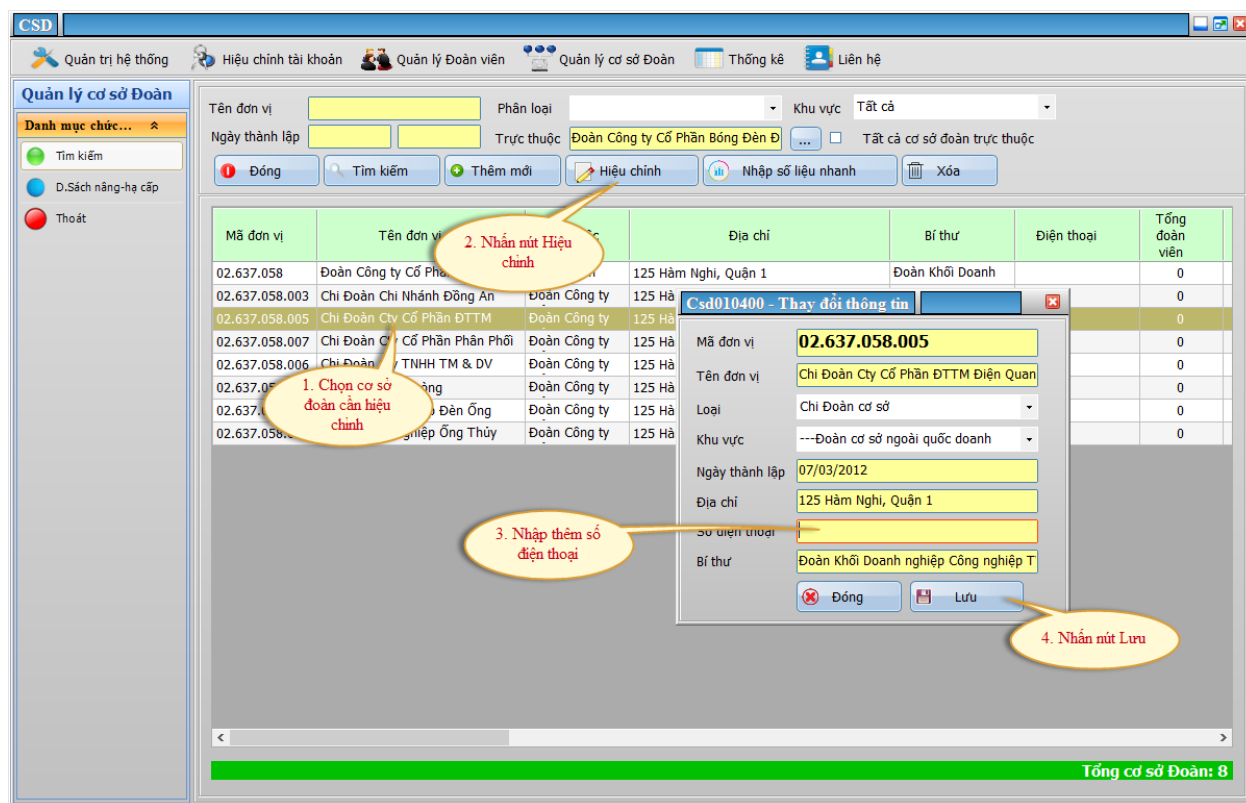 CSD
Quản trị hệ thống Hiệu chỉnh tài khoản Quản lý Đoàn viên Quản lý cơ sở Đoàn Thống kê Liên hệ
Quản lý cơ sở Đoàn
Danh mục chức... 
Tìm kiếm
D.Sách nâng-hạ cấp
Thoát
Tên đơn vị Phân loại Khu vực Tất cả
Ngày thành lập Trực thuộc Đoàn Công ty Cổ Phần Bóng Đèn Đ ... Tất cả cơ sở đoàn trực thuộc
Đóng Tìm kiếm Thêm mới Hiệu chỉnh Nhập số liệu nhanh Xóa
Mã đơn vị Tên đơn vị Địa chỉ Bí thư Điện thoại Tổng đoàn viên
2. Nhấn nút Hiệu chỉnh
02.637.058 Đoàn Công ty Cổ 125 Hàm Nghi, Quận 1 Đoàn Khối Doanh 0
02.637.058.003 Chi Đoàn Chi Nhánh Đồng An Đoàn Công ty 125 Hà 0
02.637.058.005 Chi Đoàn Cty Cổ Phần ĐTTM Đoàn Công ty 125 Hà 0
02.637.058.007 Chi Đoàn Cty Cổ Phần Phân Phối Đoàn Công ty 125 Hà 0
02.637.058.006 Chi Đoàn TNHH TM & DV Đoàn Công ty 125 Hà 0
Đoàn Công ty 125 Hà 0
02.637. Đèn Ống Đoàn Công ty 125 Hà 0
02.637.058. Ống Thủy Đoàn Công ty 125 Hà 0
1. Chọn cơ sở
đoàn cần hiệu
chỉnh
Csd010400 - Thay đổi thông tin
Mã đơn vị 02.637.058.005
Tên đơn vị Chi Đoàn Cty Cổ Phần ĐTTM Điện Quan
Loại Chi Đoàn cơ sở
Khu vực ---Đoàn cơ sở ngoài quốc doanh
Ngày thành lập 07/03/2012
Địa chỉ 125 Hàm Nghi, Quận 1
Số điện thoại
Bí thư Đoàn Khối Doanh nghiệp Công nghiệp T
Đóng Lưu
3. Nhập thêm số
điện thoại
4. Nhấn nút Lưu
Tổng cơ sở Đoàn: 8